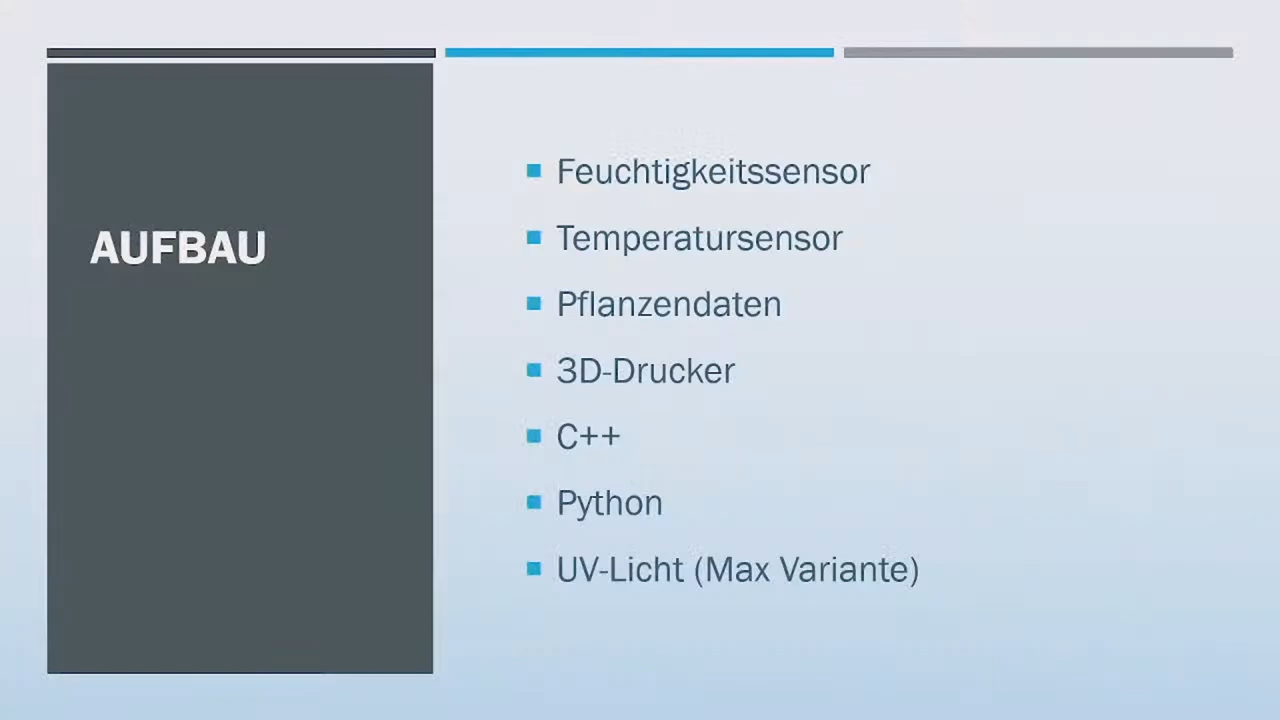 AUFBAU
Feuchtigkeitssensor
Temperatursensor
Pflanzendaten
3D-Drucker
C++
Python
UV-Licht (Max Variante)